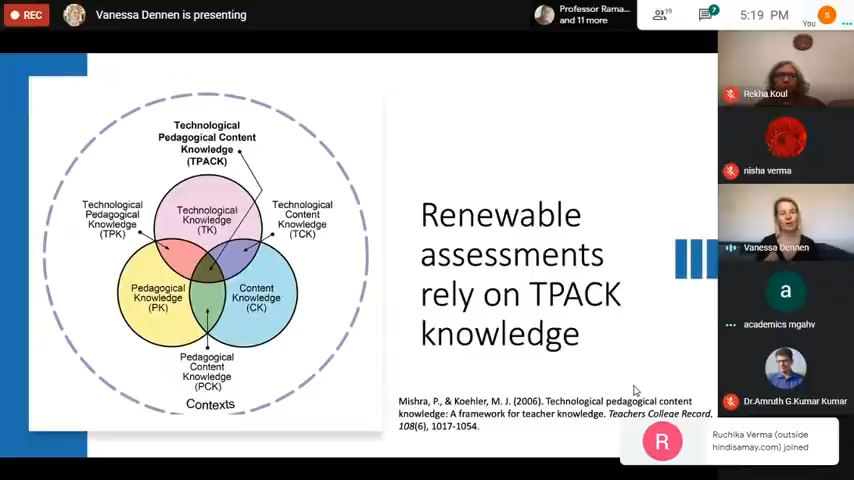 REC
Vanessa Dennen is presenting
Professor Rama...
and 11 more
19
7
5:19 PM
You
S
Technological
Pedagogical Content
Knowledge
(TPACK)
Technological
Pedagogical
Knowledge
(TPK)
Technological
Knowledge
(TK)
Technological
Content
Knowledge
(TCK)
Pedagogical
Knowledge
(PK)
Content
Knowledge
(CK)
Pedagogical
Content
Knowledge
(PCK)
Contexts
Renewable
assessments
rely on TPACK
knowledge
Mishra, P., & Koehler, M. J. (2006). Technological pedagogical content
knowledge: A framework for teacher knowledge. Teachers College Record,
108(6), 1017-1054.
Rekha Koul
nisha verma
Vanessa Dennen
a
academics mgahv
Dr.Amruth G.Kumar Kumar
R
Ruchika Verma (outside
hindisamay.com) joined